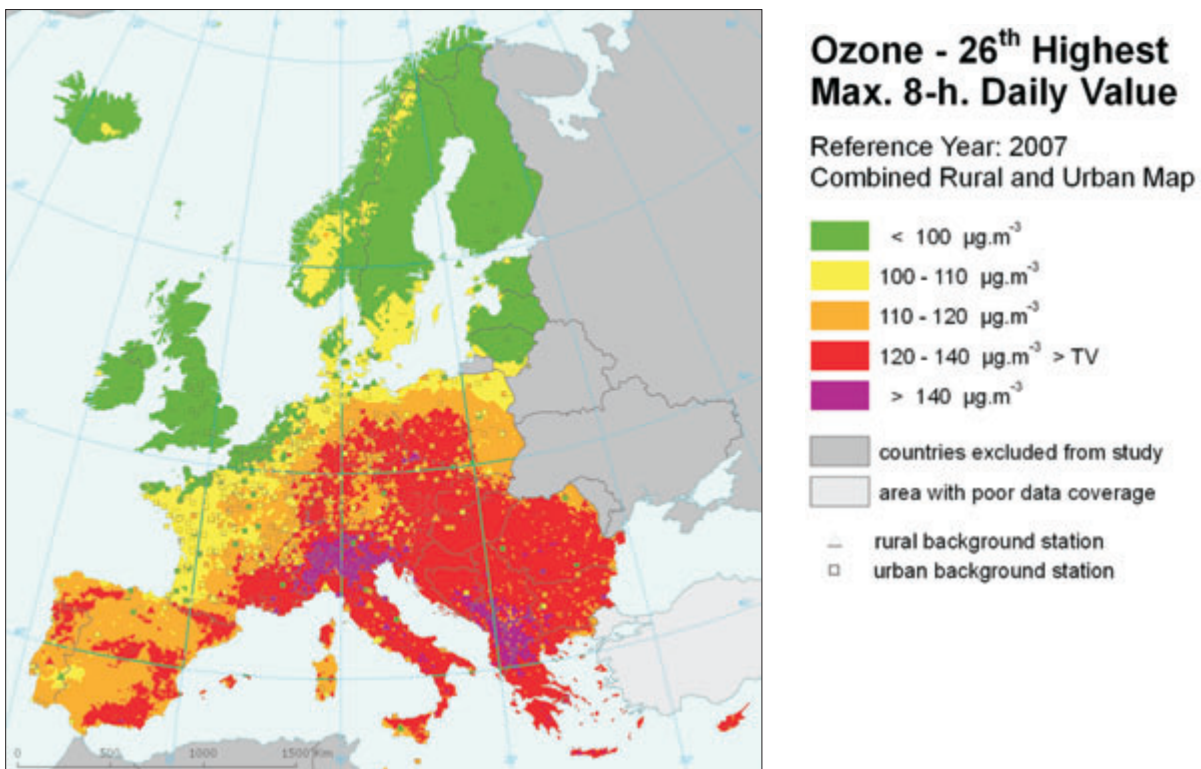 Ozone - 26th Highest
Max. 8-h. Daily Value
Reference Year: 2007
Combined Rural and Urban Map
< 100 µg.m-3
100 - 110 µg.m-3
110 - 120 µg.m-3
120 - 140 µg.m-3 > TV
> 140 µg.m-3
countries excluded from study
area with poor data coverage
rural background station
urban background station
0 500 1000 1500 Km